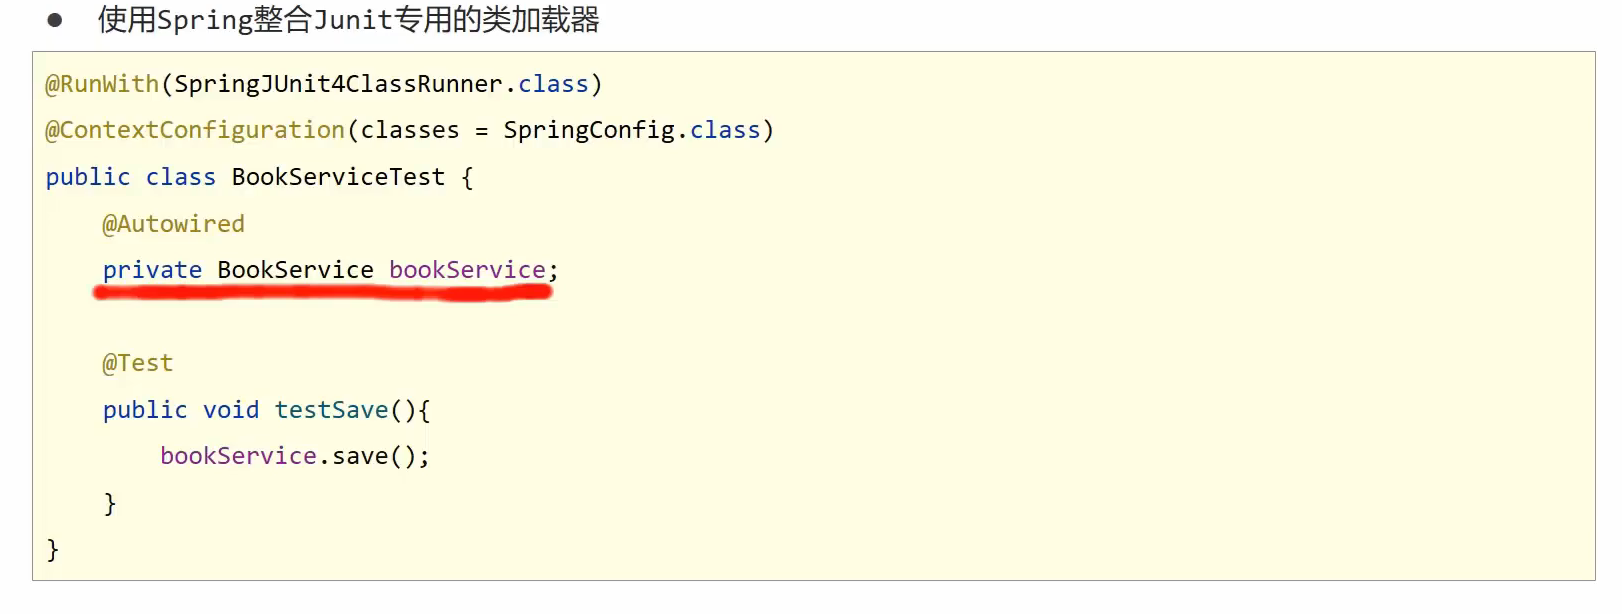 ● 使用Spring整合Junit专用的类加载器
@RunWith(SpringJUnit4ClassRunner.class)
@ContextConfiguration(classes = SpringConfig.class)
public class BookServiceTest {
@Autowired
private BookService bookService;
@Test
public void testSave(){
bookService.save();
}
}